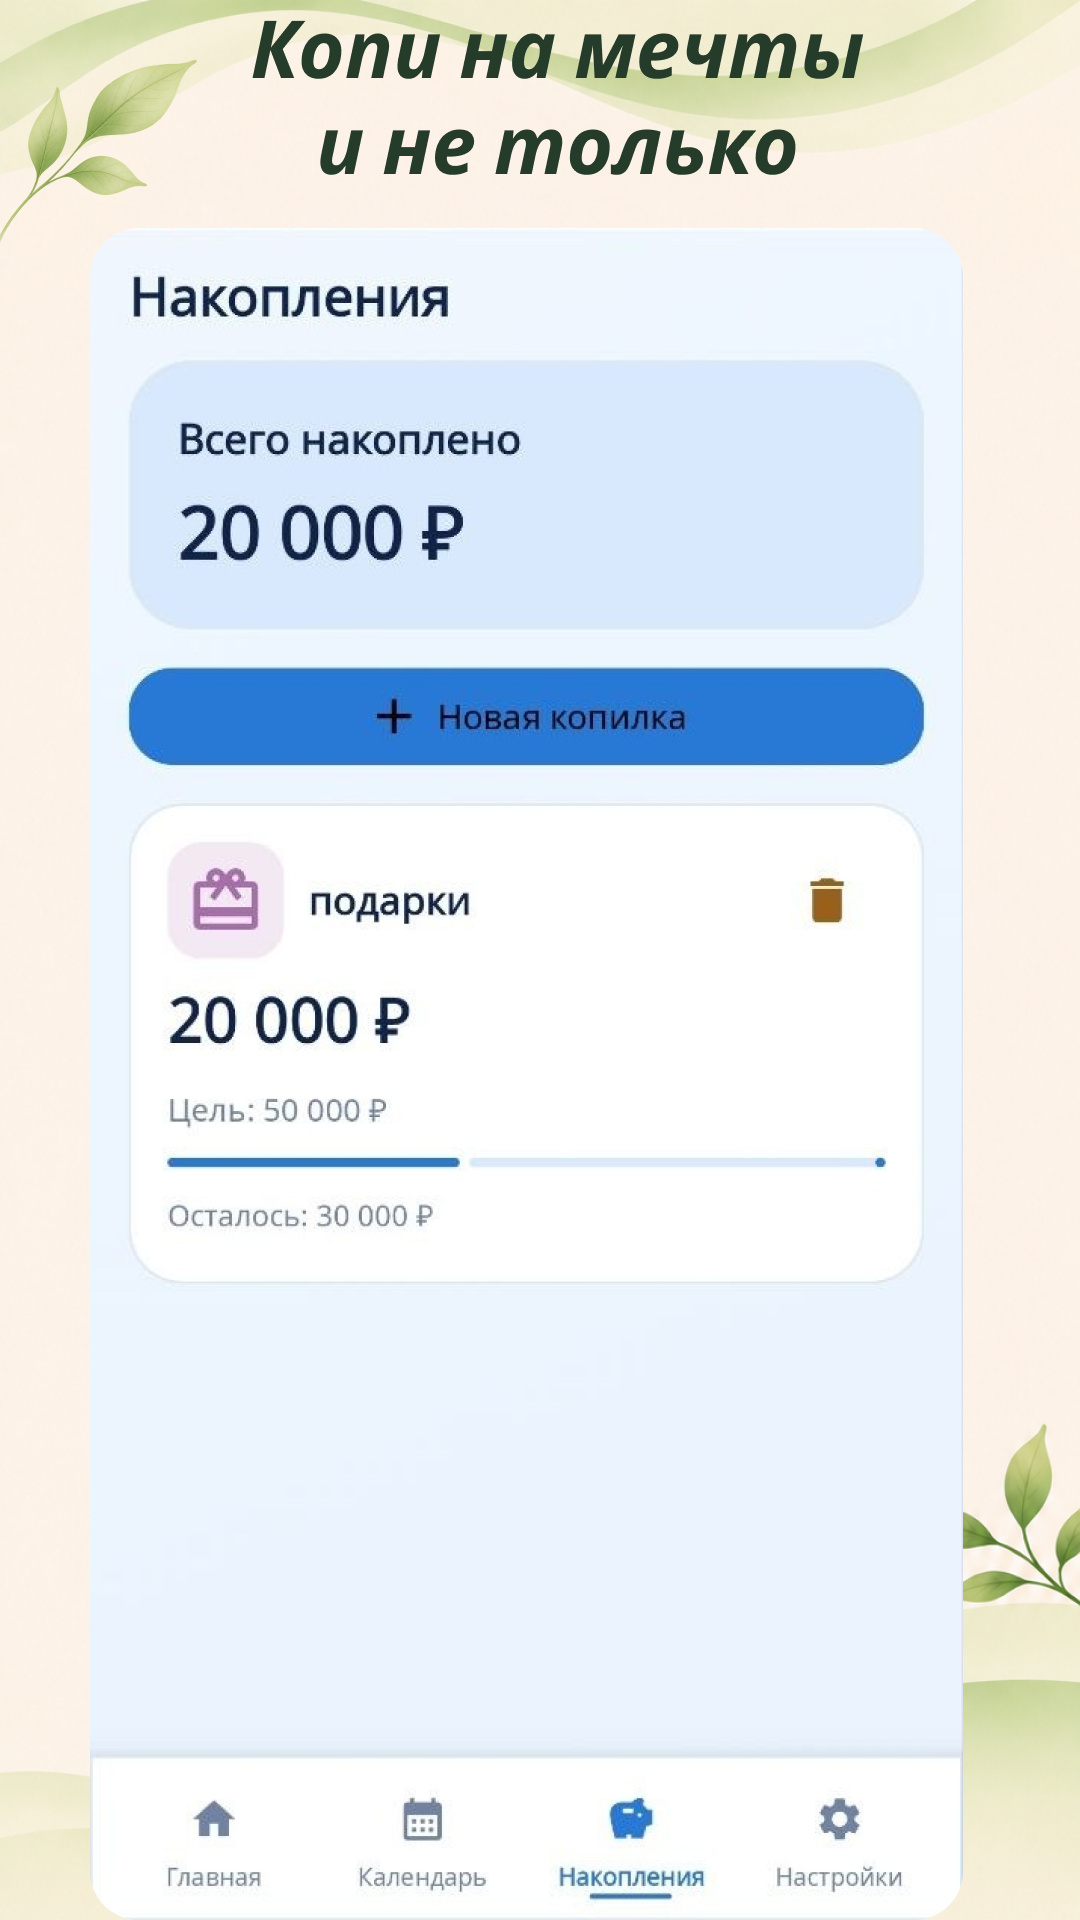 Копи на мечты
и не только
Накопления
Всего накоплено
20 000 ₽
+ Новая копилка
подарки
20 000 ₽
Цель: 50 000 ₽
Осталось: 30 000 ₽
Главная
Календарь
Накопления
Настройки